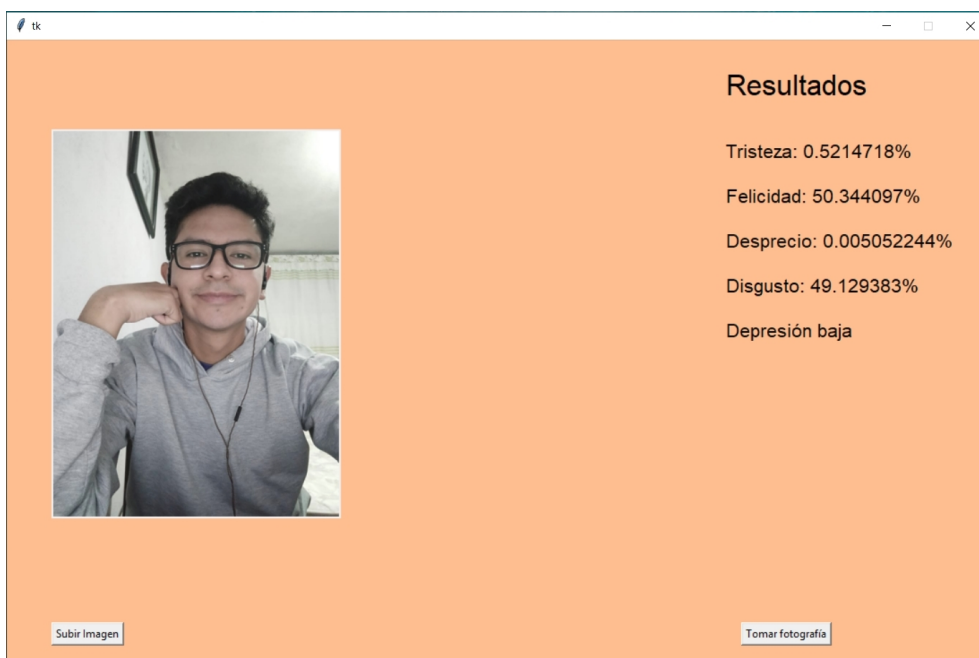 tk
Resultados
Tristeza: 0.5214718%
Felicidad: 50.344097%
Desprecio: 0.005052244%
Disgusto: 49.129383%
Depresión baja
Subir Imagen
Tomar fotografía